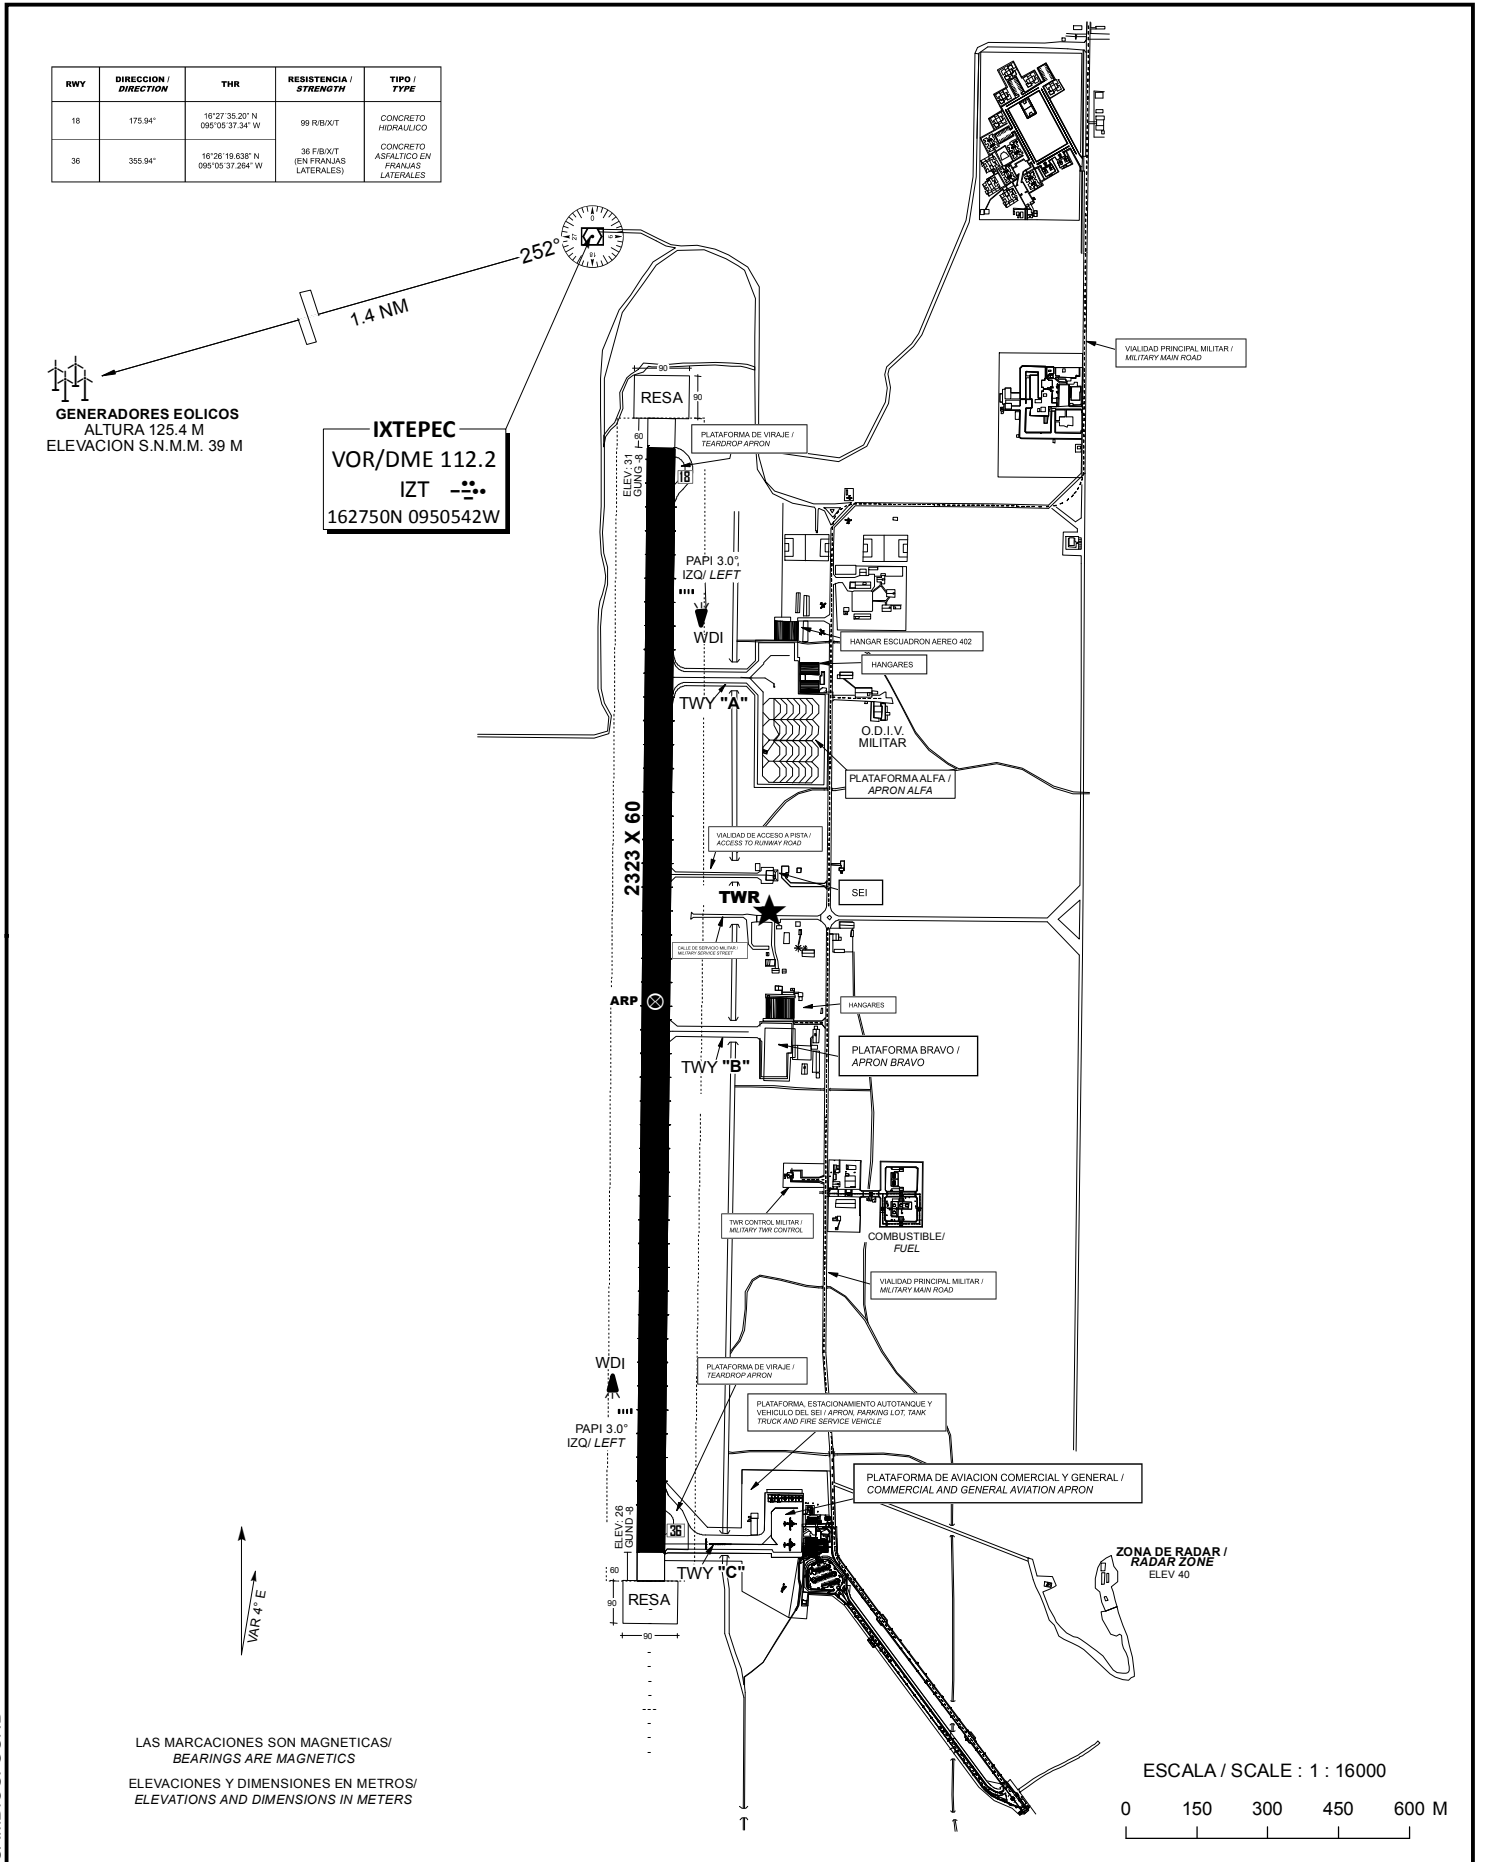 RWY
DIRECCION /
DIRECTION
THR
RESISTENCIA /
STRENGTH
TIPO /
TYPE
18
175.94°
16°27´35.20" N
095°05´37.34" W
99 R/B/X/T
CONCRETO
HIDRAULICO
36
355.94°
16°26´19.638" N
095°05´37.264" W
36 F/B/X/T
(EN FRANJAS
LATERALES)
CONCRETO
ASFALTICO EN
FRANJAS
LATERALES
0
9
18
27
252°
1.4 NM
GENERADORES EOLICOS
ALTURA 125.4 M
ELEVACION S.N.M.M. 39 M
IXTEPEC
VOR/DME 112.2
IZT
162750N 0950542W
VIALIDAD PRINCIPAL MILITAR /
MILITARY MAIN ROAD
90
RESA
90
60
ELEV: 31
GUNG -8
PLATAFORMA DE VIRAJE /
TEARDROP APRON
18
PAPI 3.0°
IZQ/ LEFT
WDI
HANGAR ESCUADRON AEREO 402
HANGARES
TWY "A"
O.D.I.V.
MILITAR
PLATAFORMA ALFA /
APRON ALFA
2323 X 60
VIALIDAD DE ACCESO A PISTA /
ACCESS TO RUNWAY ROAD
SEI
TWR
CALLE DE SERVICIO MILITAR /
MILITARY SERVICE STREET
ARP
HANGARES
PLATAFORMA BRAVO /
APRON BRAVO
TWY "B"
TWR CONTROL MILITAR /
MILITARY TWR CONTROL
COMBUSTIBLE/
FUEL
VIALIDAD PRINCIPAL MILITAR /
MILITARY MAIN ROAD
WDI
PLATAFORMA DE VIRAJE /
TEARDROP APRON
PLATAFORMA, ESTACIONAMIENTO AUTOTANQUE Y
VEHICULO DEL SEI / APRON, PARKING LOT, TANK
TRUCK AND FIRE SERVICE VEHICLE
PAPI 3.0°
IZQ/ LEFT
PLATAFORMA DE AVIACION COMERCIAL Y GENERAL /
COMMERCIAL AND GENERAL AVIATION APRON
ELEV: 26
GUND -8
36
TWY "C"
60
90
RESA
90
ZONA DE RADAR /
RADAR ZONE
ELEV 40
VAR 4° E
LAS MARCACIONES SON MAGNETICAS/
BEARINGS ARE MAGNETICS
ELEVACIONES Y DIMENSIONES EN METROS/
ELEVATIONS AND DIMENSIONS IN METERS
ESCALA / SCALE : 1 : 16000
0 150 300 450 600 M